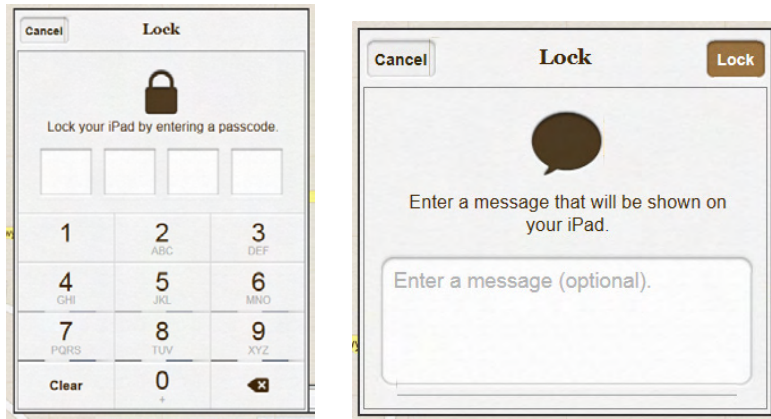 Cancel Lock
Lock your iPad by entering a passcode.
1 2 3
ABC DEF
4 5 6
GHI JKL MNO
7 8 9
PQRS TUV XYZ
Clear 0
+
Cancel Lock Lock
Enter a message that will be shown on
your iPad.
Enter a message (optional).